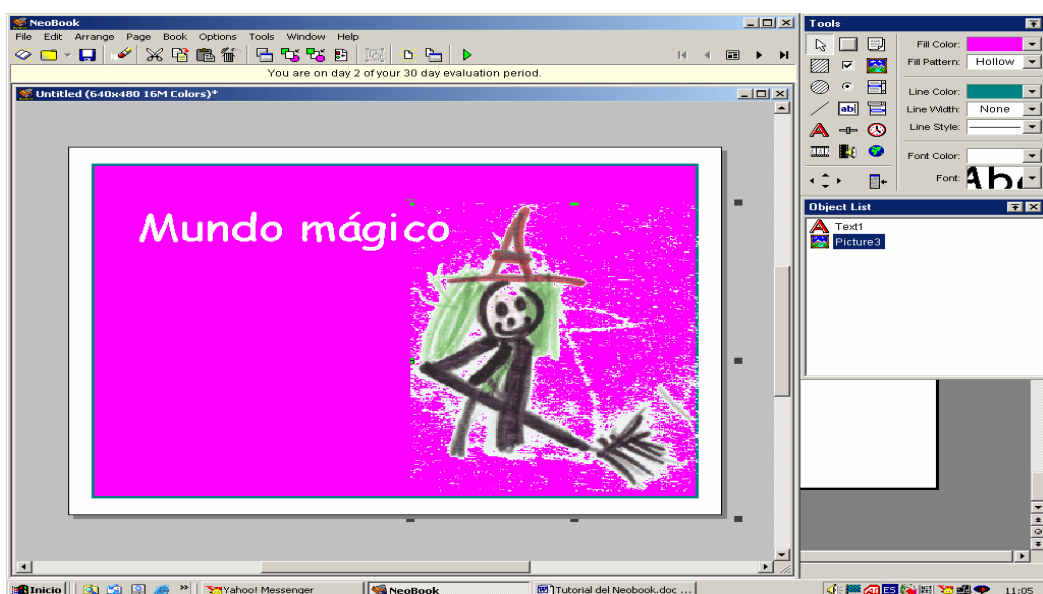 NeoBook
File Edit Arrange Page Book Options Tools Window Help
You are on day 2 of your 30 day evaluation period.
Untitled (640x480 16M Colors)*
Mundo mágico
Tools
Fill Color:
Fill Pattern: Hollow
Line Color:
Line Width: None
Line Style:
Font Color:
Font: Abc
Object List
Text1
Picture3
Inicio
Yahoo! Messenger
NeoBook
Tutorial del Neobook.doc ...
ES
11:05